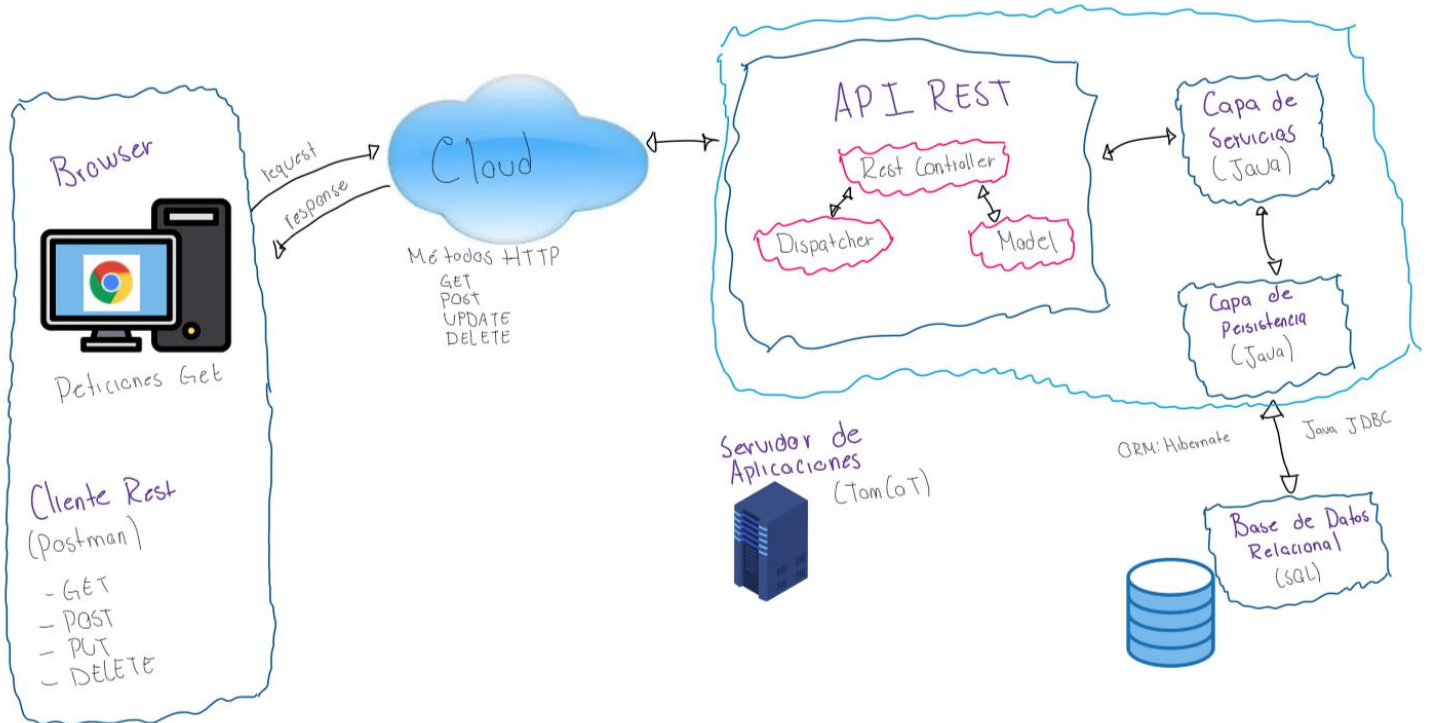 Browser
Peticiones Get
Cliente Rest
(Postman)
- GET
- POST
- PUT
- DELETE
request
response
Cloud
Métodos HTTP
GET
POST
UPDATE
DELETE
API REST
Rest Controller
Dispatcher
Model
Capa de
Servicios
(Java)
Capa de
Persistencia
(Java)
Servidor de
Aplicaciones
(TomCaT)
ORM: Hibernate
Java JDBC
Base de Datos
Relacional
(SQL)